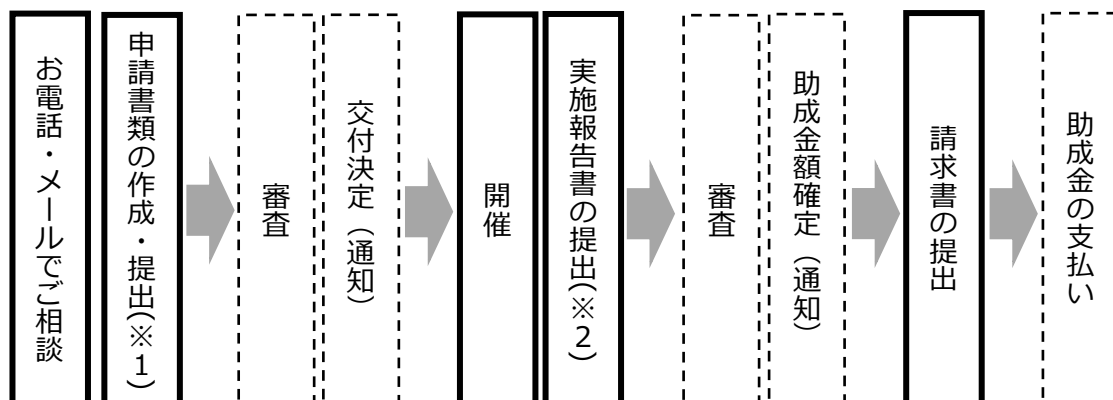 お電話・メールでご相談
申請書類の作成・提出(※1)
審査
交付決定（通知）
開催
実施報告書の提出(※2)
審査
助成金額確定（通知）
請求書の提出
助成金の支払い